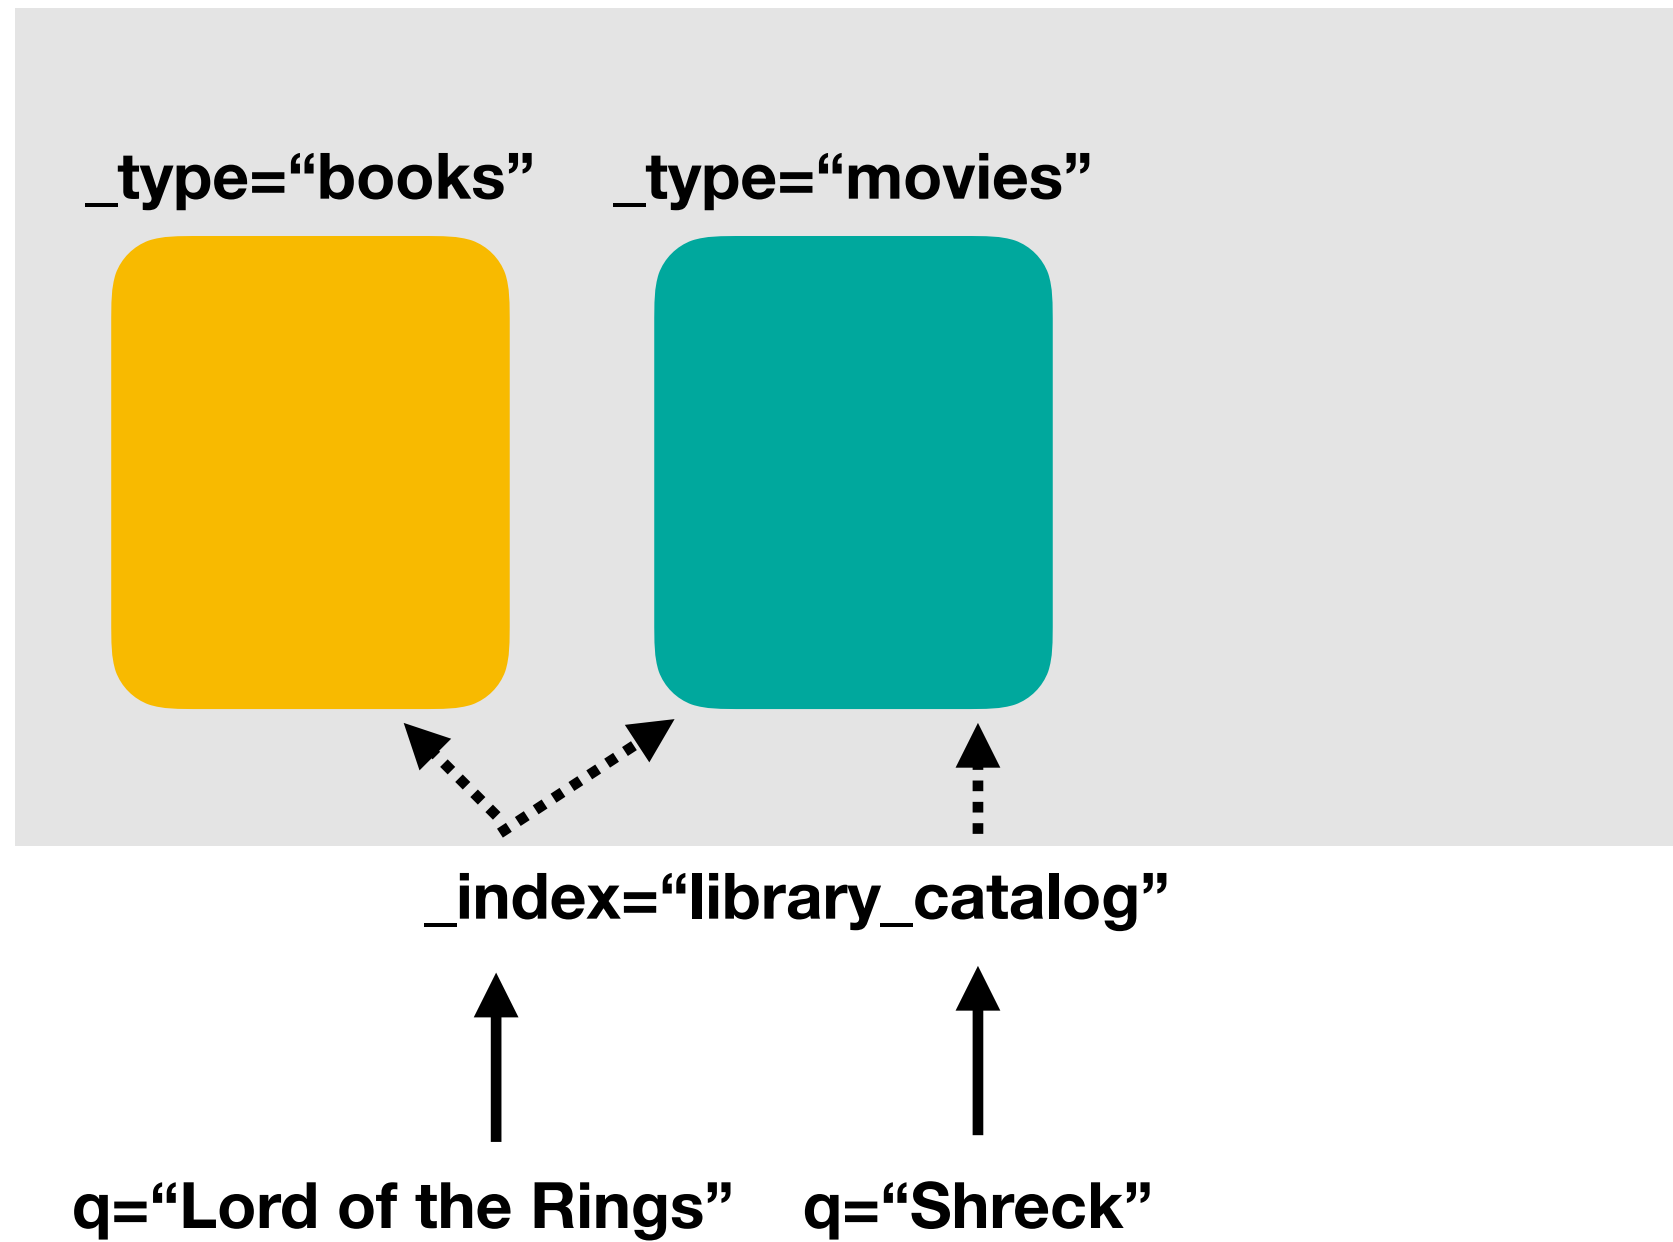 _type=“books” _type=“movies”
_index=“library_catalog”
q=“Lord of the Rings” q=“Shreck”